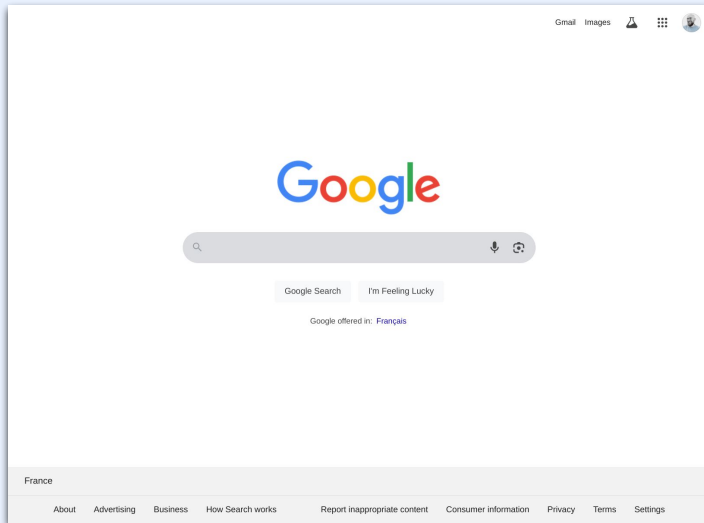 Gmail Images
Google
Google Search I'm Feeling Lucky
Google offered in: Français
France
About Advertising Business How Search works Report inappropriate content Consumer information Privacy Terms Settings